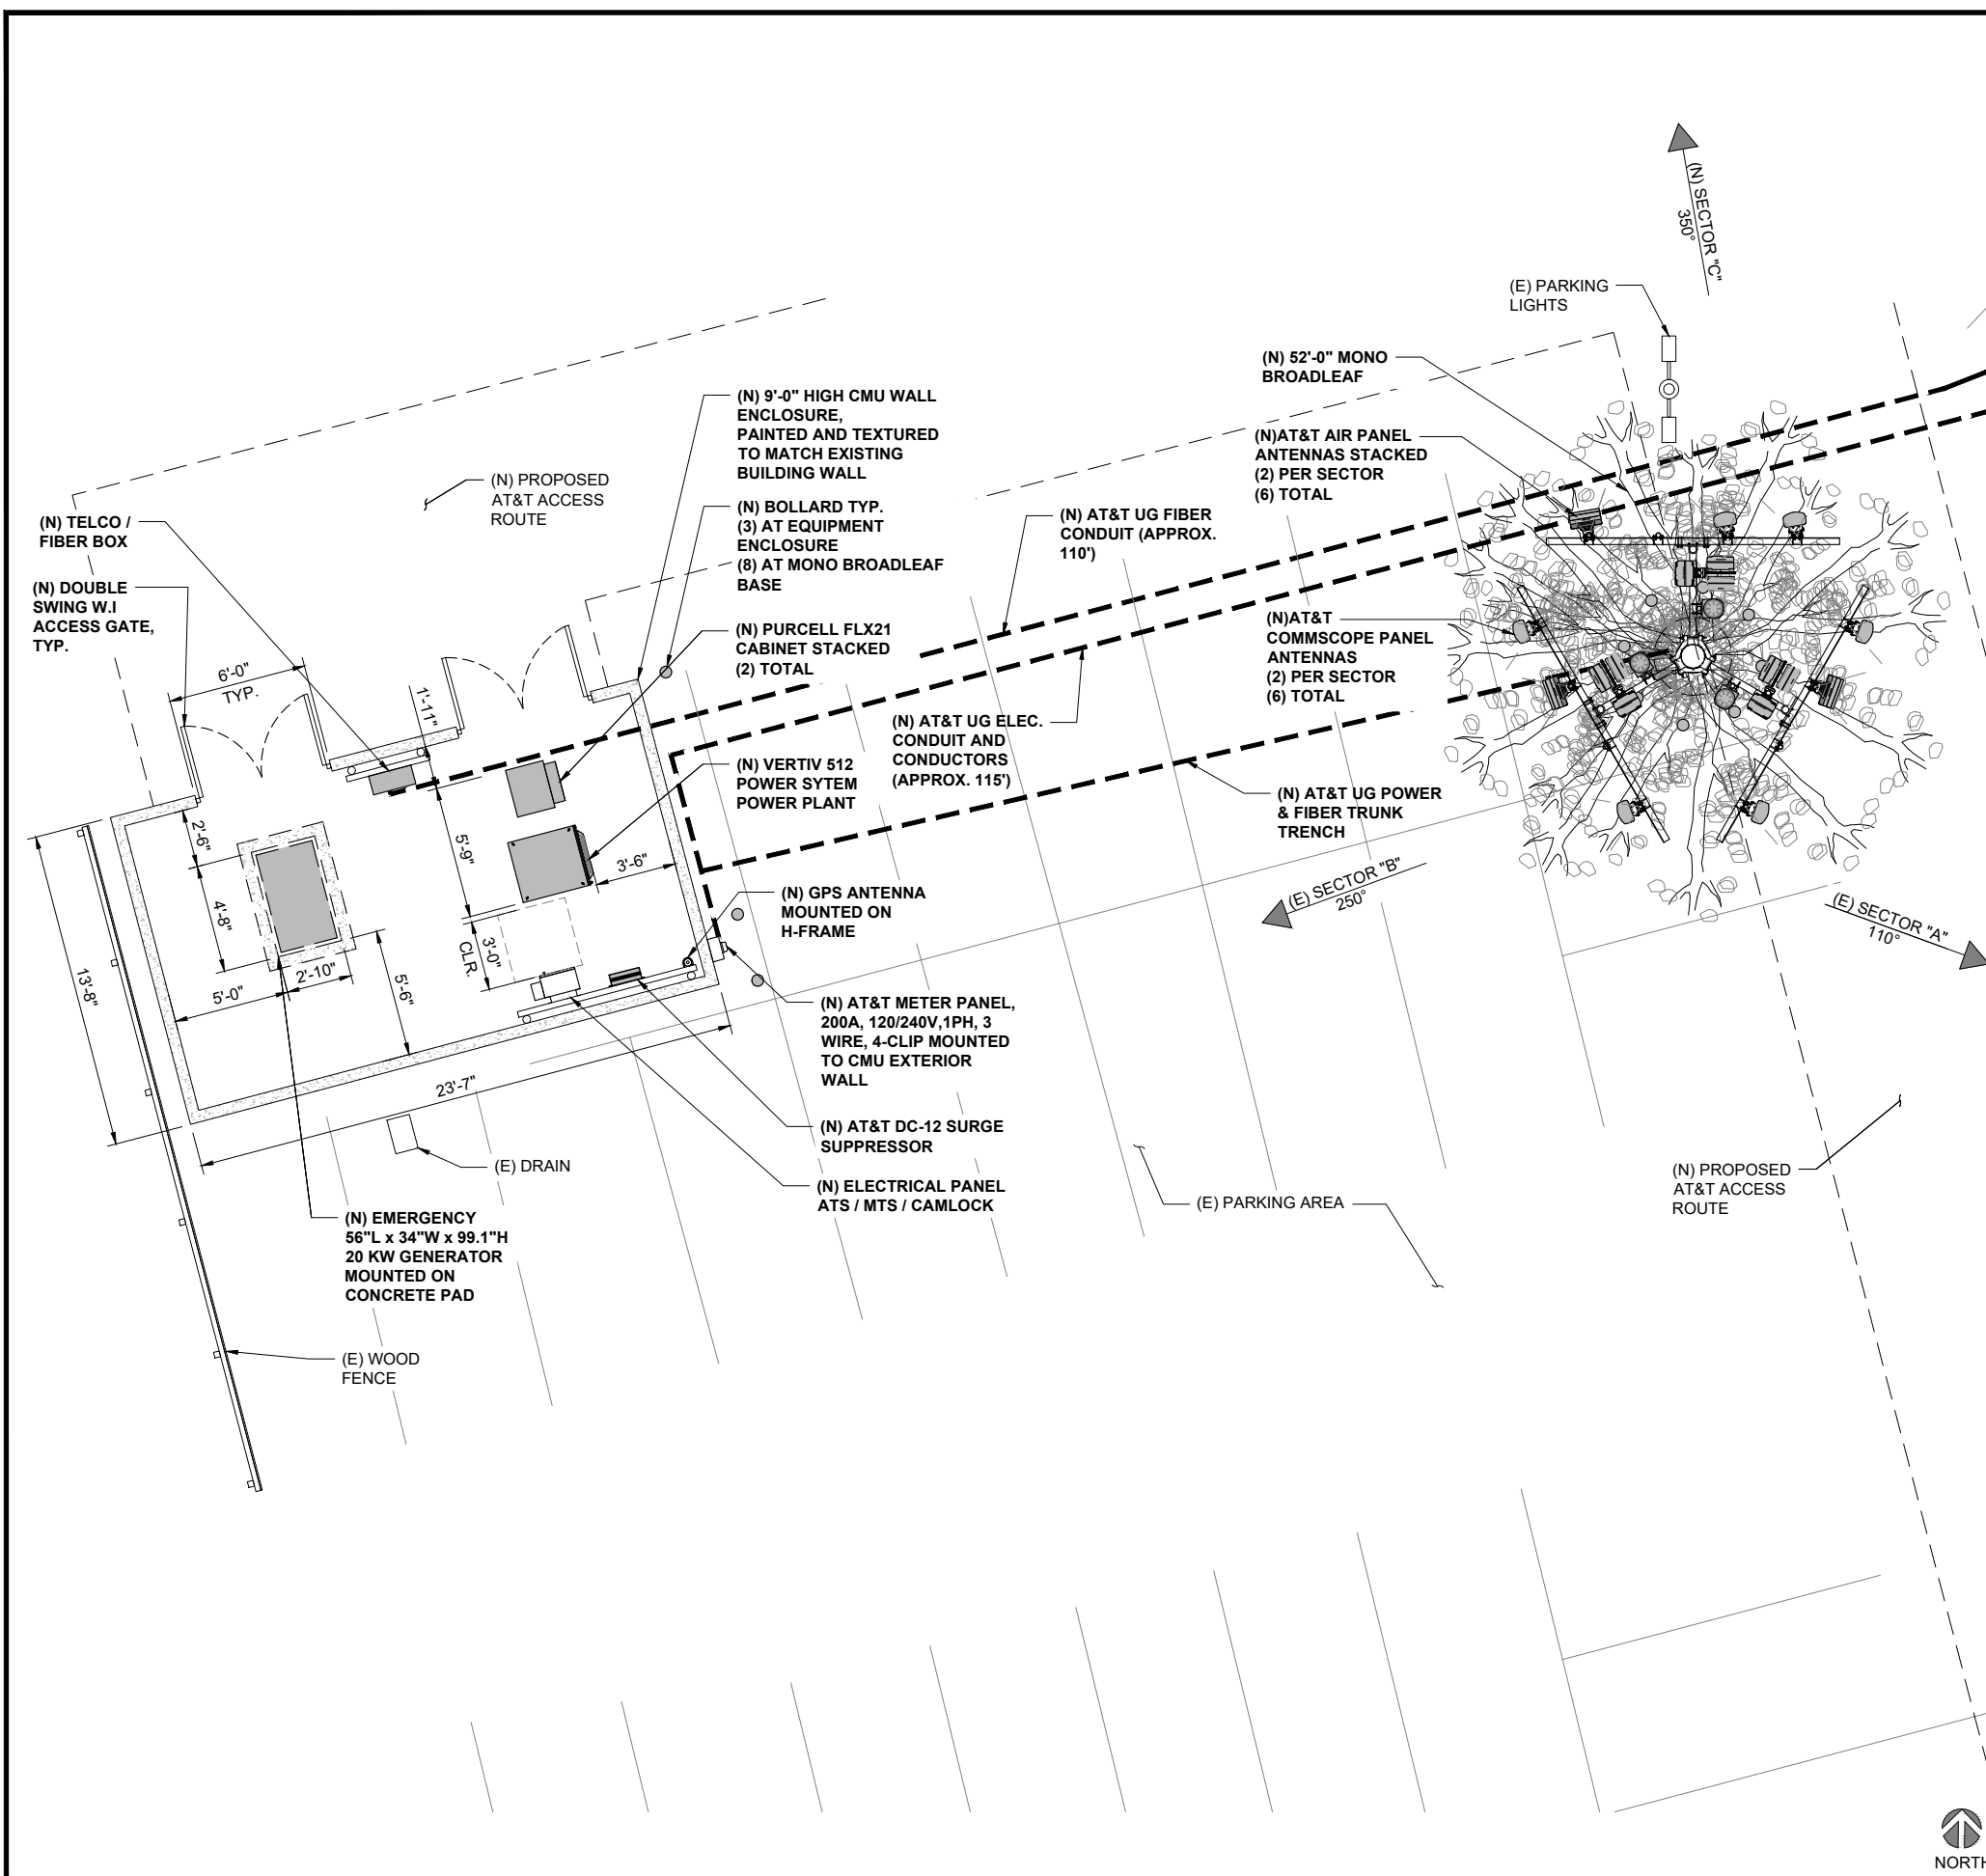 (N) SECTOR "C"
350°
(E) PARKING
LIGHTS
(N) 52'-0" MONO
BROADLEAF
(N) 9'-0" HIGH CMU WALL
ENCLOSURE,
PAINTED AND TEXTURED
TO MATCH EXISTING
BUILDING WALL
(N)AT&T AIR PANEL
ANTENNAS STACKED
(2) PER SECTOR
(6) TOTAL
(N) PROPOSED
AT&T ACCESS
ROUTE
(N) BOLLARD TYP.
(3) AT EQUIPMENT
ENCLOSURE
(8) AT MONO BROADLEAF
BASE
(N) AT&T UG FIBER
CONDUIT (APPROX.
110')
(N) TELCO /
FIBER BOX
(N) DOUBLE
SWING W.I
ACCESS GATE,
TYP.
(N) PURCELL FLX21
CABINET STACKED
(2) TOTAL
(N)AT&T
COMMSCOPE PANEL
ANTENNAS
(2) PER SECTOR
(6) TOTAL
6'-0"
TYP.
1'-11"
(N) AT&T UG ELEC.
CONDUIT AND
CONDUCTORS
(APPROX. 115')
(N) VERTIV 512
POWER SYTEM
POWER PLANT
(N) AT&T UG POWER
& FIBER TRUNK
TRENCH
2'-6"
5'-9"
3'-6"
4'-8"
(E) SECTOR "B"
250°
(E) SECTOR "A"
110°
(N) GPS ANTENNA
MOUNTED ON
H-FRAME
3'-0"
CLR.
13'-8"
5'-0"
2'-10"
5'-6"
(N) AT&T METER PANEL,
200A, 120/240V,1PH, 3
WIRE, 4-CLIP MOUNTED
TO CMU EXTERIOR
WALL
23'-7"
(N) AT&T DC-12 SURGE
SUPPRESSOR
(E) DRAIN
(N) ELECTRICAL PANEL
ATS / MTS / CAMLOCK
(E) PARKING AREA
(N) PROPOSED
AT&T ACCESS
ROUTE
(N) EMERGENCY
56"L x 34"W x 99.1"H
20 KW GENERATOR
MOUNTED ON
CONCRETE PAD
(E) WOOD
FENCE
NORTH